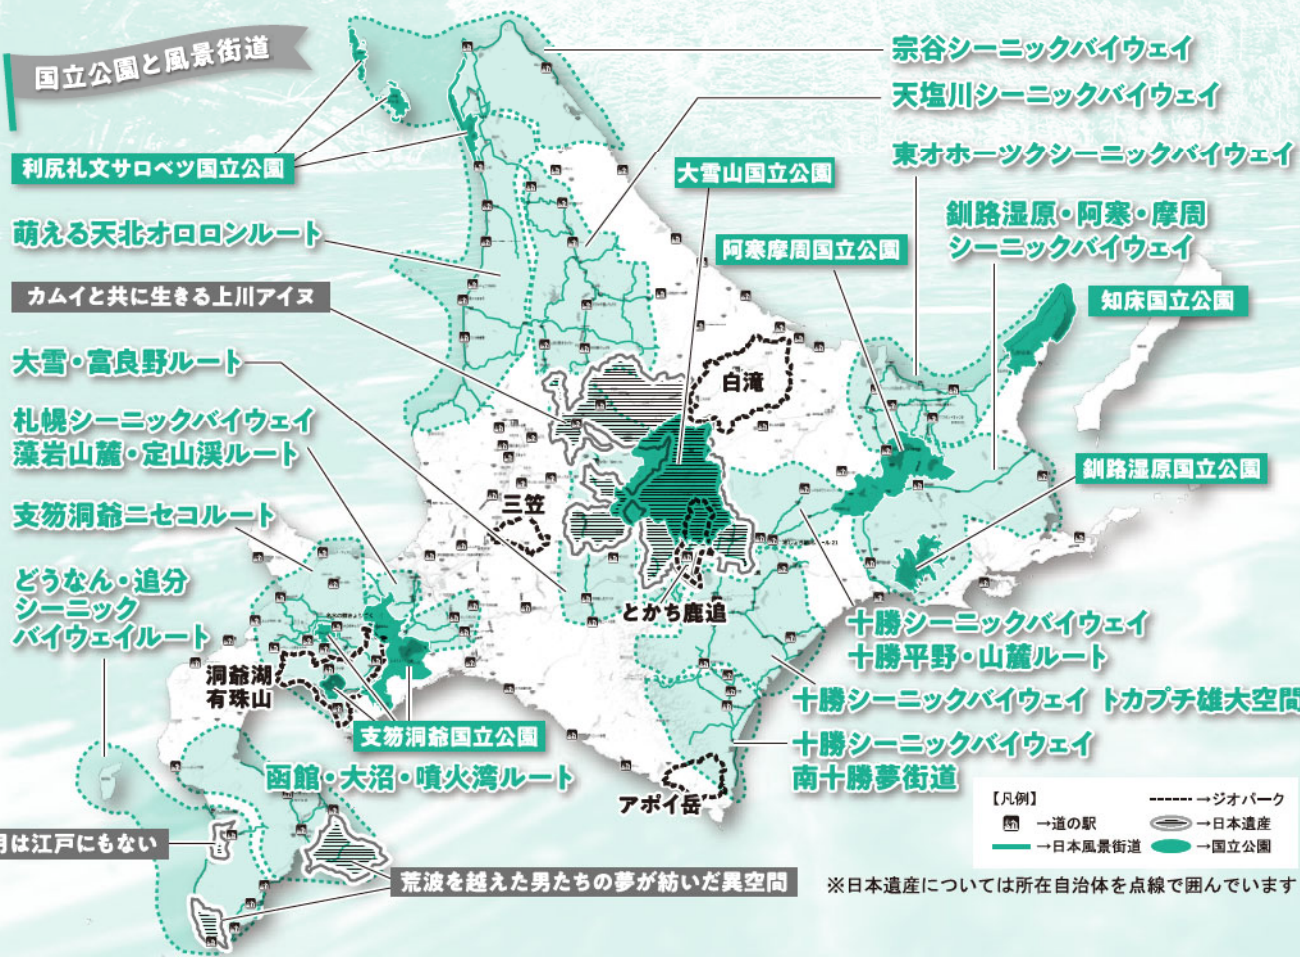 国立公園と風景街道
宗谷シーニックバイウェイ
天塩川シーニックバイウェイ
東オホーツクシーニックバイウェイ
利尻礼文サロベツ国立公園
大雪山国立公園
釧路湿原・阿寒・摩周
シーニックバイウェイ
萌える天北オロロンルート
阿寒摩周国立公園
カムイと共に生きる上川アイヌ
知床国立公園
大雪・富良野ルート
白滝
札幌シーニックバイウェイ
藻岩山麓・定山渓ルート
釧路湿原国立公園
三笠
支笏洞爺ニセコルート
どうなん・追分
シーニック
バイウェイルート
とかち鹿追
十勝シーニックバイウェイ
十勝平野・山麓ルート
洞爺湖
有珠山
十勝シーニックバイウェイ トカプチ雄大空間
支笏洞爺国立公園
十勝シーニックバイウェイ
南十勝夢街道
函館・大沼・噴火湾ルート
アポイ岳
月は江戸にもない
荒波を越えた男たちの夢が紡いだ異空間
【凡例】
→ジオパーク
→道の駅
→日本遺産
→日本風景街道
→国立公園
※日本遺産については所在自治体を点線で囲んでいます